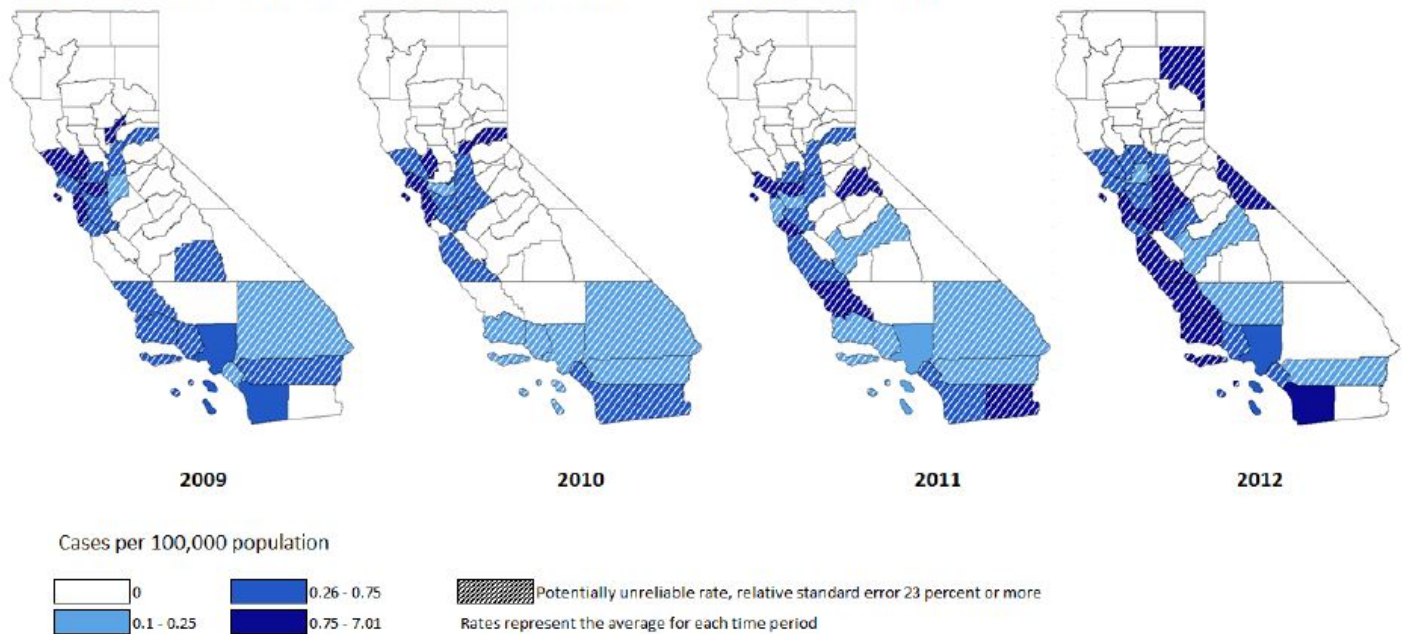 2009 2010 2011 2012
Cases per 100,000 population
0 0.26 - 0.75 Potentially unreliable rate, relative standard error 23 percent or more
0.1 - 0.25 0.75 - 7.01 Rates represent the average for each time period